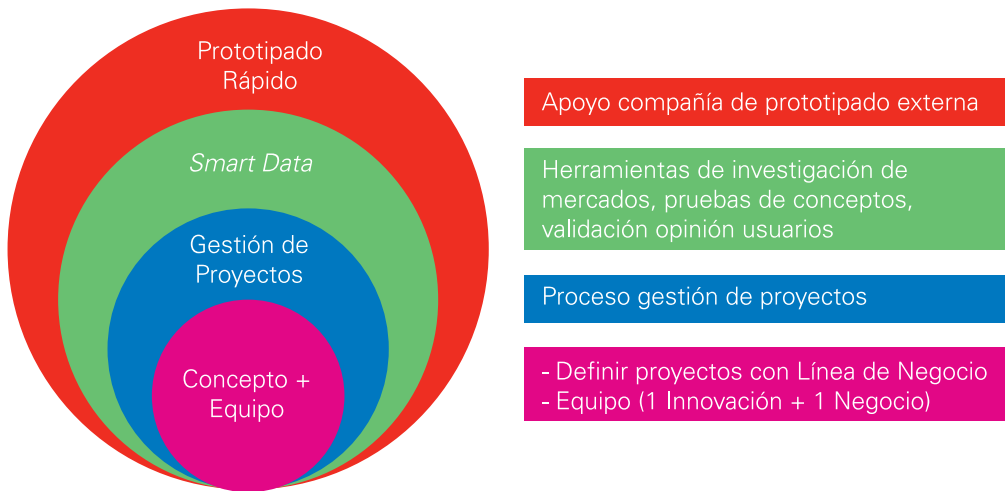 Prototipado
Rápido
Smart Data
Gestión de
Proyectos
Concepto +
Equipo
Apoyo compañía de prototipado externa
Herramientas de investigación de
mercados, pruebas de conceptos,
validación opinión usuarios
Proceso gestión de proyectos
- Definir proyectos con Línea de Negocio
- Equipo (1 Innovación + 1 Negocio)